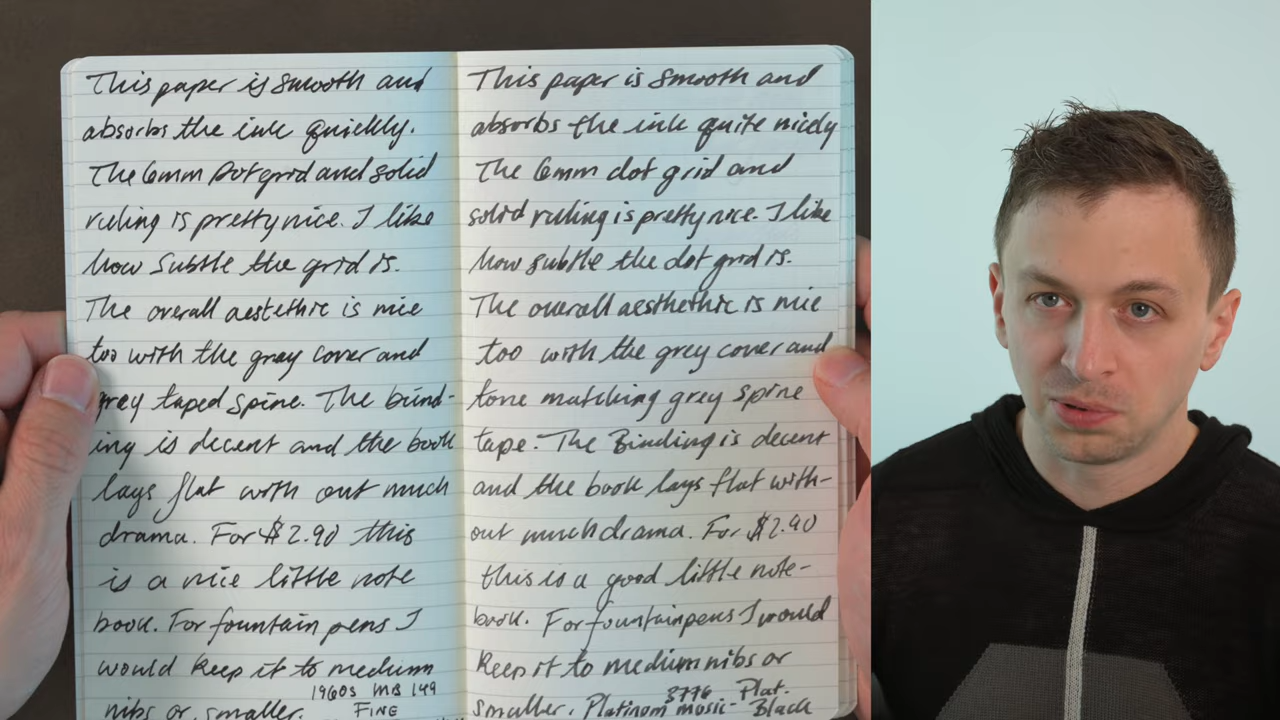 This paper is smooth and
absorbs the ink quickly.
The 6mm Dot grid and solid
ruling is pretty nice. I like
how subtle the grid is.
The overall aestethic is nice
too with the gray cover and
grey taped spine. The bind-
ing is decent and the book
lays flat with out much
drama. For $2.90 this
is a nice little note
book. For fountain pens I
would keep it to medium
nibs or smaller.
1960s MB 149
FINE
This paper is smooth and
absorbs the ink quite nicely
The 6mm dot grid and
solid ruling is pretty nice. I like
how subtle the dot grid is.
The overall aesthethic is nice
too with the grey cover and
tone matching grey spine
tape. The Binding is decent
and the book lays flat with-
out much drama. For $2.90
this is a good little note-
book. For fountain pens I would
Keep it to medium nibs or
smaller. Platinum 3776 music - Plat. Black